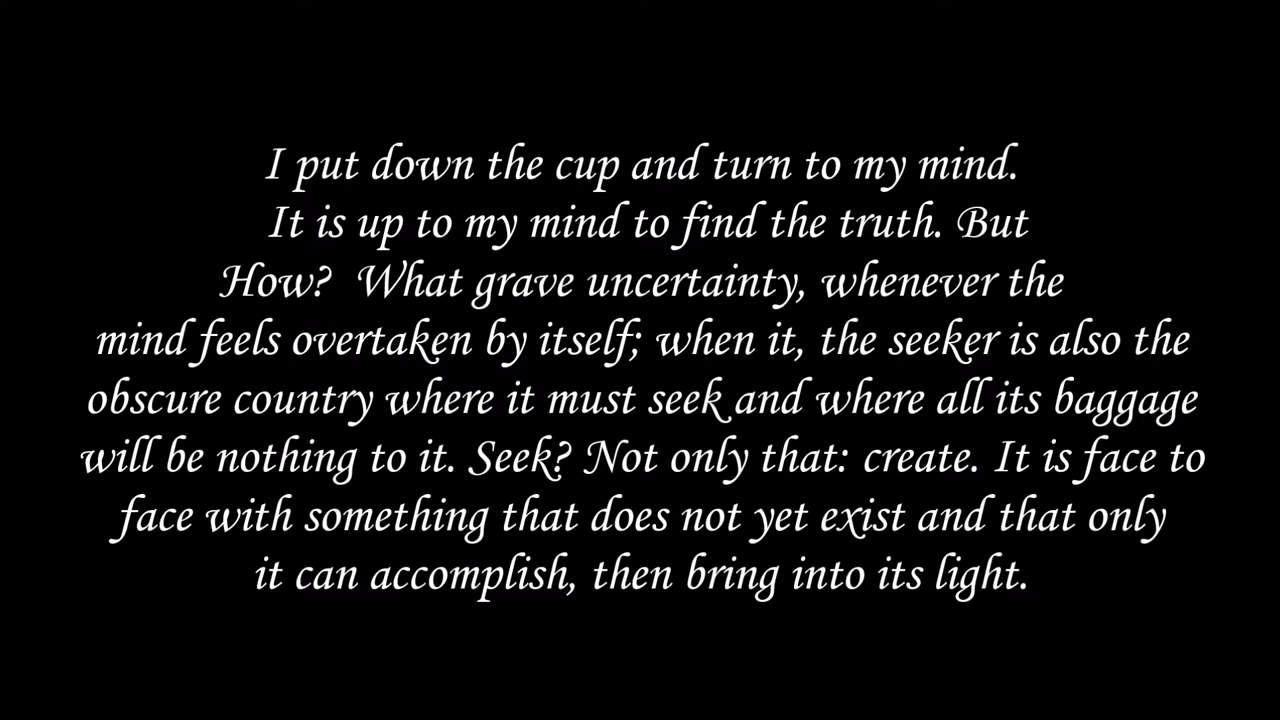 I put down the cup and turn to my mind.
It is up to my mind to find the truth. But
How? What grave uncertainty, whenever the
mind feels overtaken by itself; when it, the seeker is also the
obscure country where it must seek and where all its baggage
will be nothing to it. Seek? Not only that: create. It is face to
face with something that does not yet exist and that only
it can accomplish, then bring into its light.